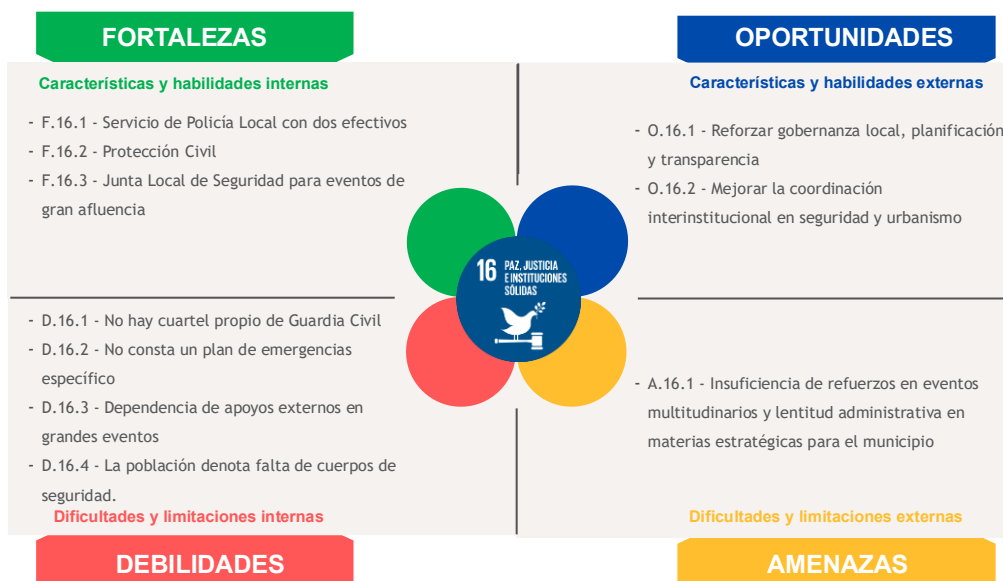 FORTALEZAS
Características y habilidades internas
- F.16.1 - Servicio de Policía Local con dos efectivos
- F.16.2 - Protección Civil
- F.16.3 - Junta Local de Seguridad para eventos de
gran afluencia
OPORTUNIDADES
Características y habilidades externas
- O.16.1 - Reforzar gobernanza local, planificación
y transparencia
- O.16.2 - Mejorar la coordinación
interinstitucional en seguridad y urbanismo
16 PAZ, JUSTICIA
E INSTITUCIONES
SÓLIDAS
- D.16.1 - No hay cuartel propio de Guardia Civil
- D.16.2 - No consta un plan de emergencias
específico
- D.16.3 - Dependencia de apoyos externos en
grandes eventos
- D.16.4 - La población denota falta de cuerpos de
seguridad.
Dificultades y limitaciones internas
DEBILIDADES
- A.16.1 - Insuficiencia de refuerzos en eventos
multitudinarios y lentitud administrativa en
materias estratégicas para el municipio
Dificultades y limitaciones externas
AMENAZAS